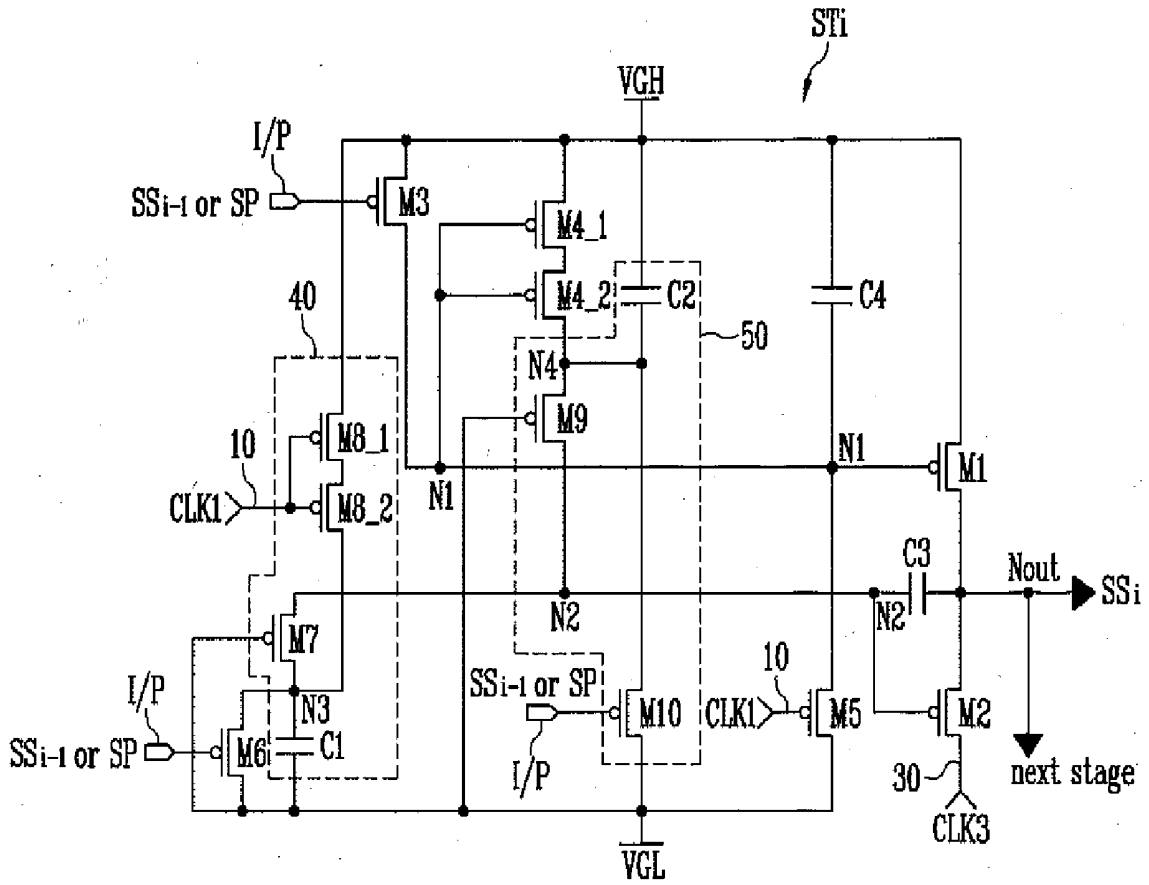 STi
VGH
I/P
SSi-1 or SP
M3
M4_1
M4_2
C2
C4
40
50
N4
M9
M8_1
10
CLK1
M8_2
N1
N1
M1
C3
Nout
SSi
N2
N2
M7
I/P
N3
SSi-1 or SP
M6
C1
SSi-1 or SP
I/P
M10
10
CLK1
M5
M2
30
next stage
CLK3
VGL